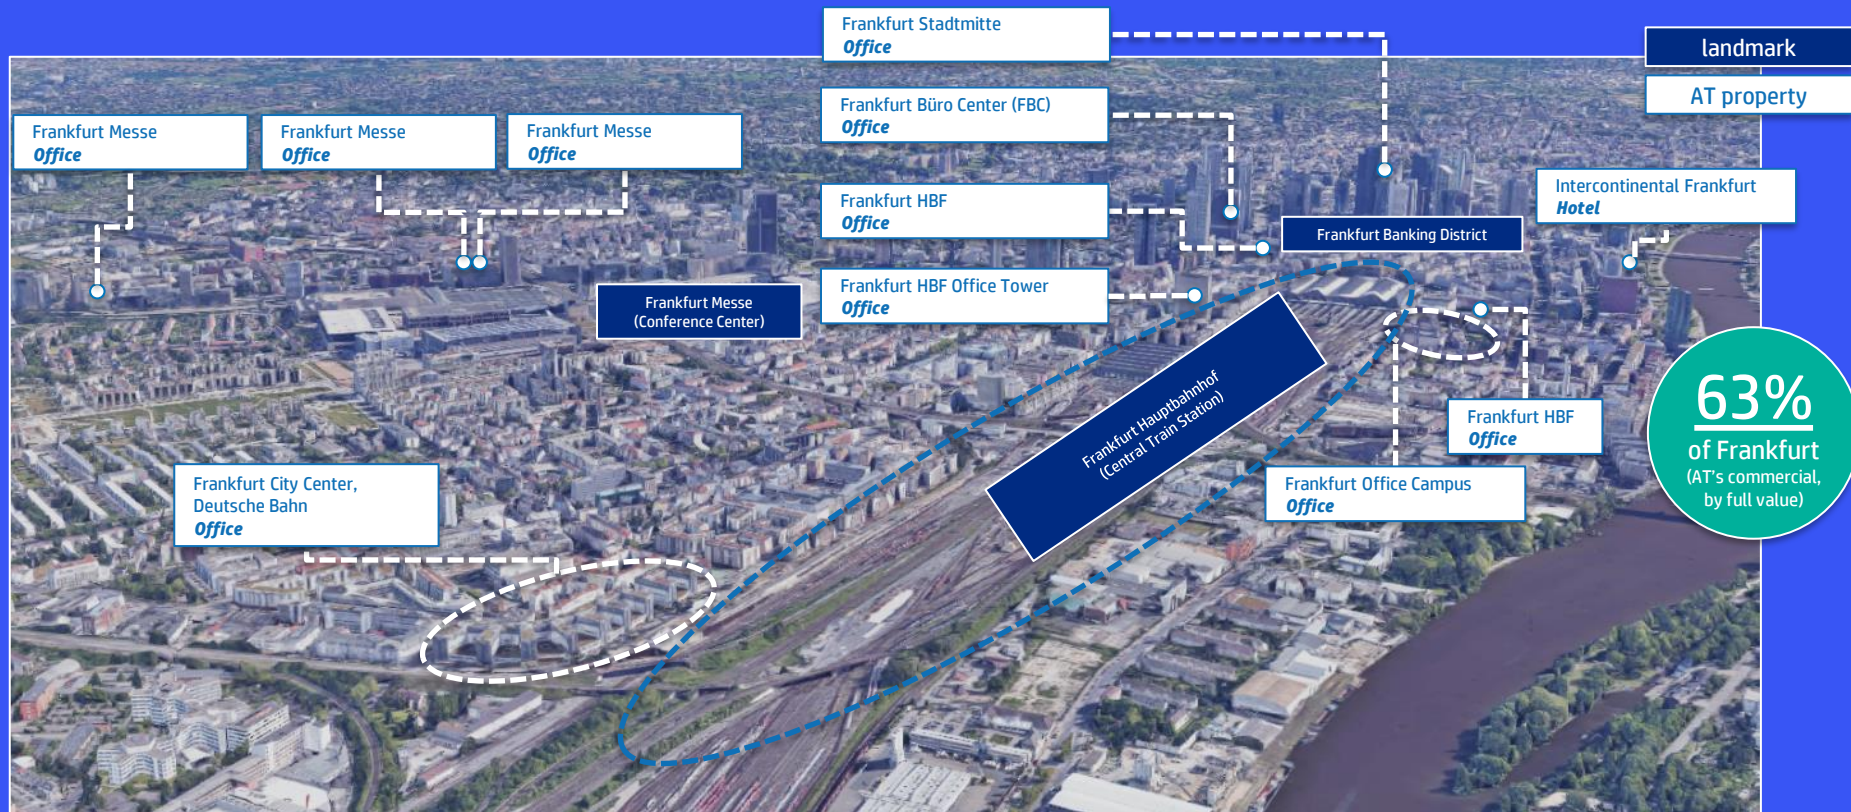 Frankfurt Stadtmitte
Office
landmark
AT property
Frankfurt Büro Center (FBC)
Office
Frankfurt Messe
Office
Frankfurt Messe
Office
Frankfurt Messe
Office
Frankfurt HBF
Office
Intercontinental Frankfurt
Hotel
Frankfurt Banking District
Frankfurt HBF Office Tower
Office
Frankfurt Messe
(Conference Center)
Frankfurt Hauptbahnhof
(Central Train Station)
63%
of Frankfurt
(AT's commercial,
by full value)
Frankfurt HBF
Office
Frankfurt Office Campus
Office
Frankfurt City Center,
Deutsche Bahn
Office